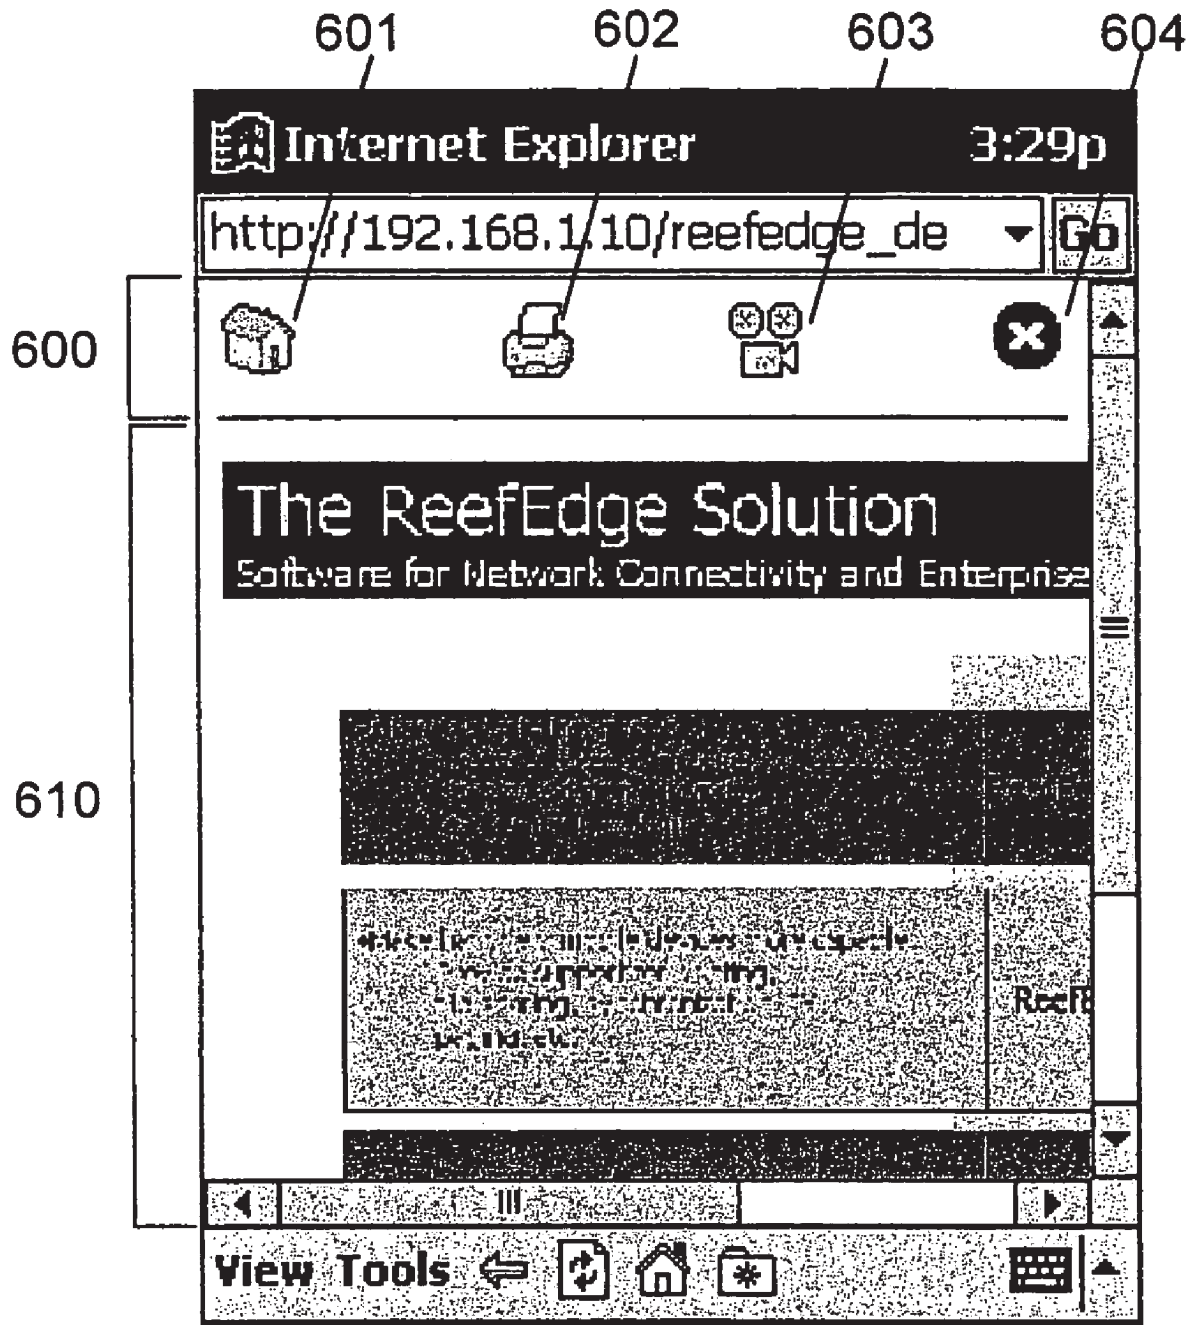 601 602 603 604
Internet Explorer 3:29p
http://192.168.1.10/reefedge_de Go
600
The ReefEdge Solution
Software for Network Connectivity and Enterprise
610
ReefE
View Tools